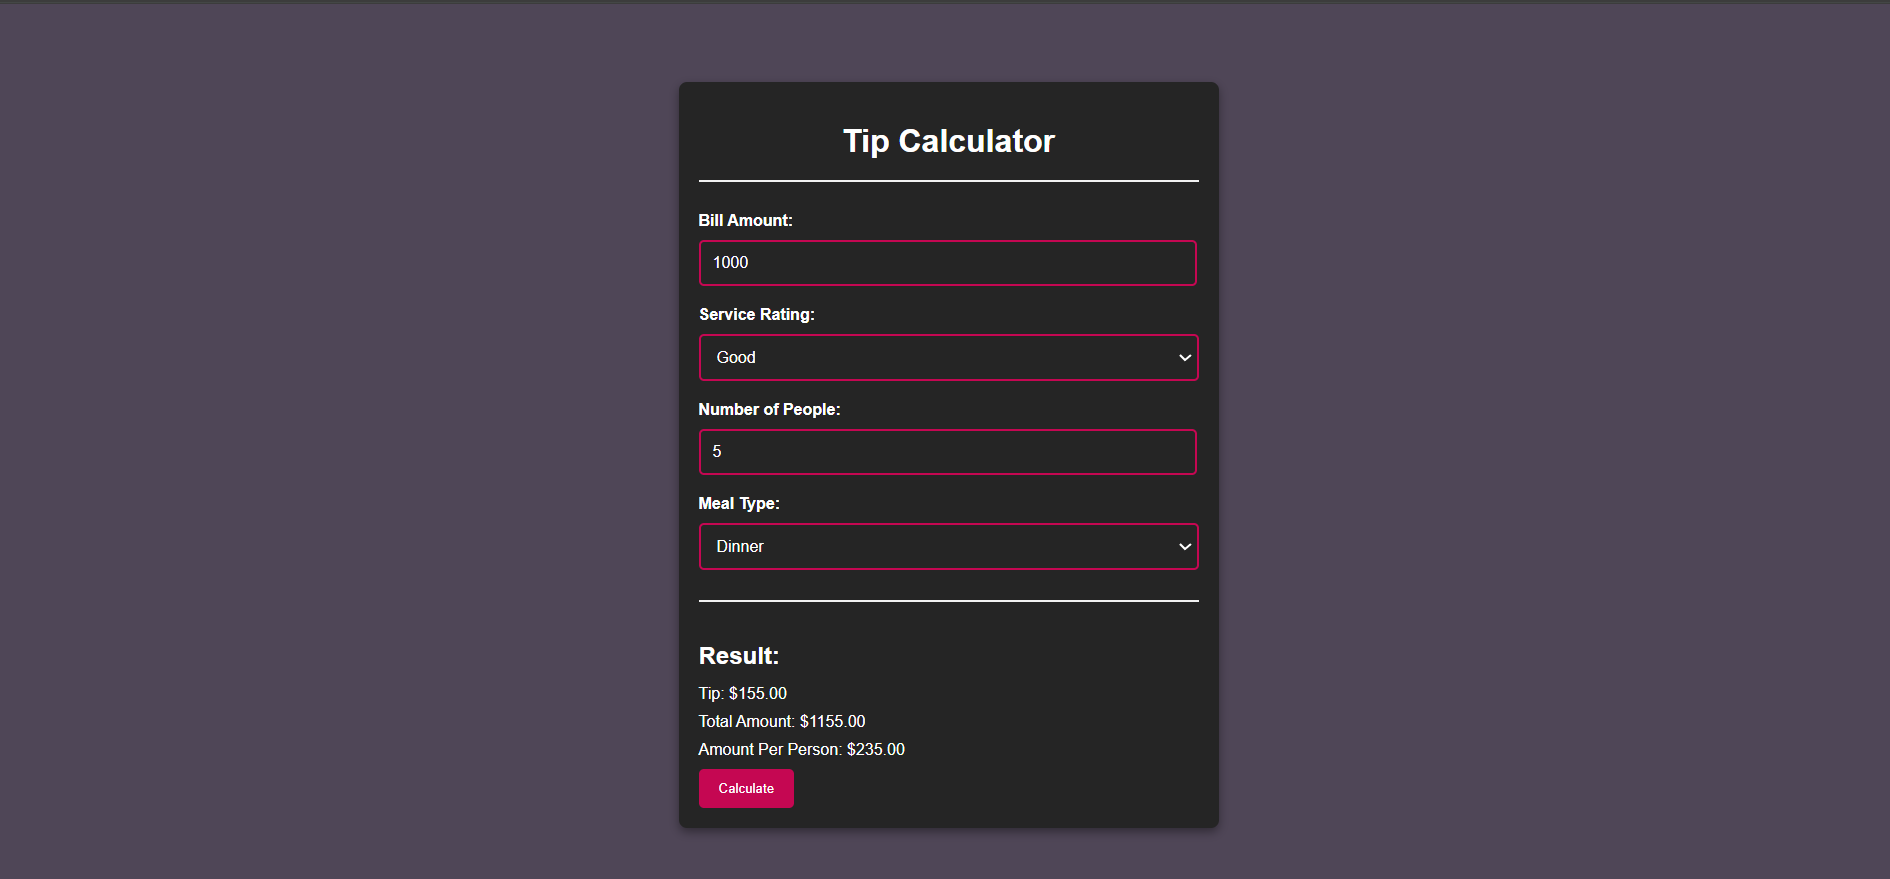 Tip Calculator
Bill Amount:
1000
Service Rating:
Good
Number of People:
5
Meal Type:
Dinner
Result:
Tip: $155.00
Total Amount: $1155.00
Amount Per Person: $235.00
Calculate